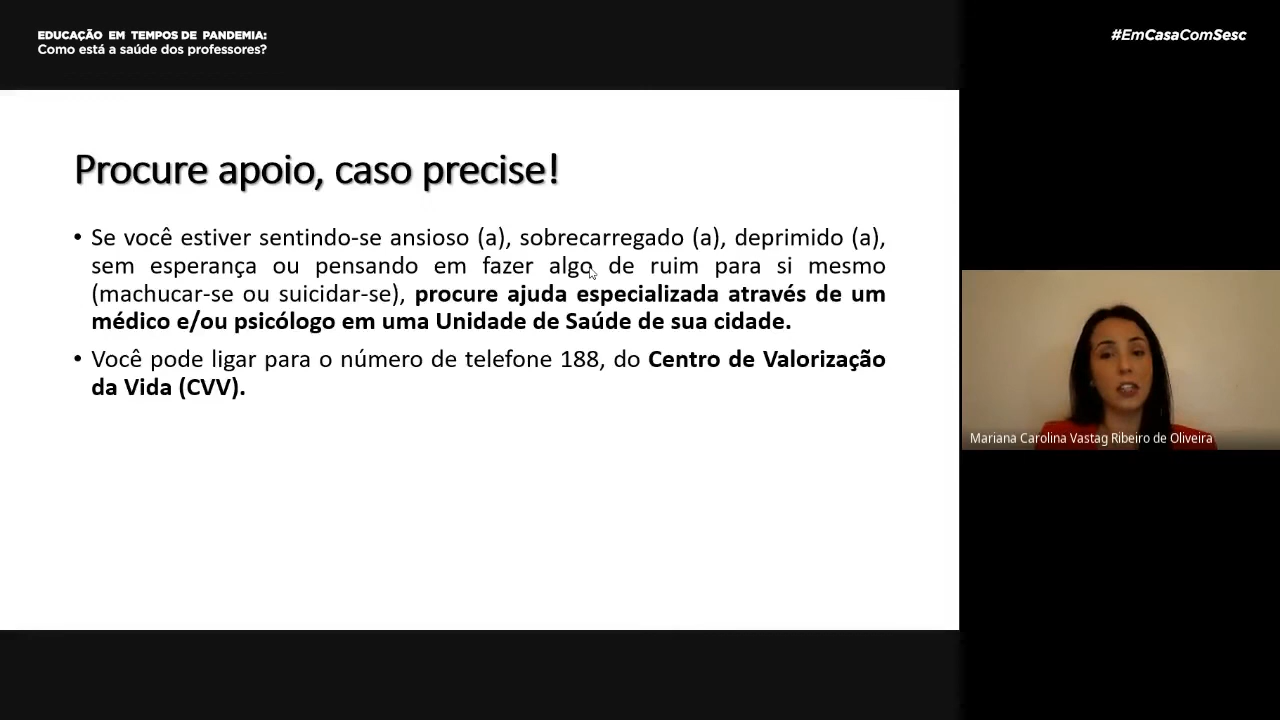 EDUCAÇÃO EM TEMPOS DE PANDEMIA:
Como está a saúde dos professores?
#EmCasaComSesc
Procure apoio, caso precise!
• Se você estiver sentindo-se ansioso (a), sobrecarregado (a), deprimido (a),
sem esperança ou pensando em fazer algo de ruim para si mesmo
(machucar-se ou suicidar-se), procure ajuda especializada através de um
médico e/ou psicólogo em uma Unidade de Saúde de sua cidade.
• Você pode ligar para o número de telefone 188, do Centro de Valorização
da Vida (CVV).
Mariana Carolina Vastag Ribeiro de Oliveira